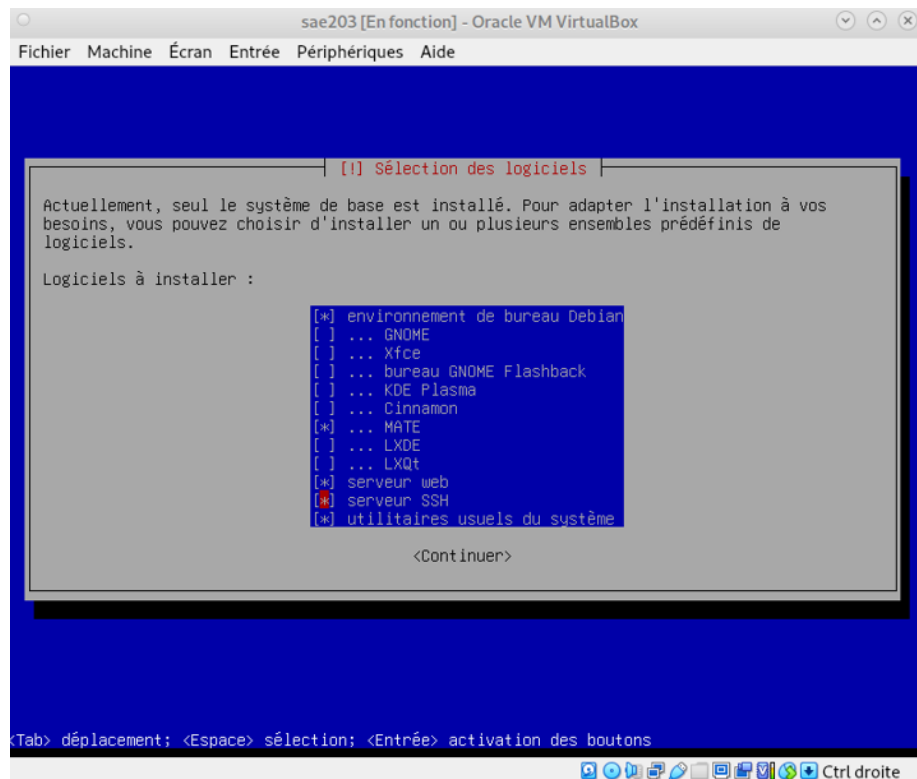 sae203 [En fonction] - Oracle VM VirtualBox
Fichier Machine Écran Entrée Périphériques Aide
[!] Sélection des logiciels
Actuellement, seul le système de base est installé. Pour adapter l'installation à vos
besoins, vous pouvez choisir d'installer un ou plusieurs ensembles prédéfinis de
logiciels.
Logiciels à installer :
[*] environnement de bureau Debian
[ ] ... GNOME
[ ] ... Xfce
[ ] ... bureau GNOME Flashback
[ ] ... KDE Plasma
[ ] ... Cinnamon
[*] ... MATE
[ ] ... LXDE
[ ] ... LXQt
[*] serveur web
[*] serveur SSH
[*] utilitaires usuels du système
<Continuer>
<Tab> déplacement; <Espace> sélection; <Entrée> activation des boutons
Ctrl droite